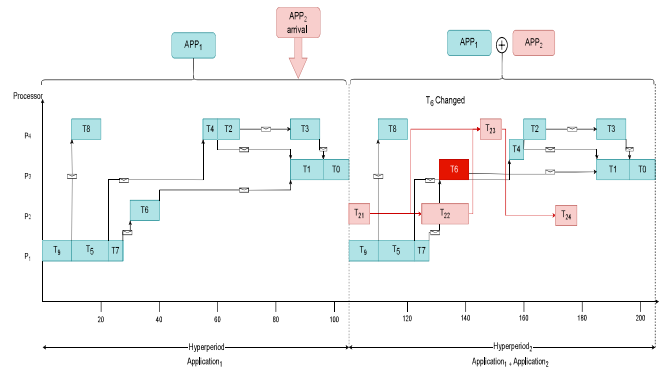 APP2
arrival
APP1
APP1
APP2
T6 Changed
Processor
P4
T8
T4
T2
T3
T8
T23
T2
T3
T4
P3
T1
T0
T6
T1
T0
P2
T6
T21
T22
T24
P1
T9
T5
T7
T9
T5
T7
0
20
40
60
80
100
120
140
160
180
200
Hyperperiod
Hyperperiod2
Application1
Application1 + Application2